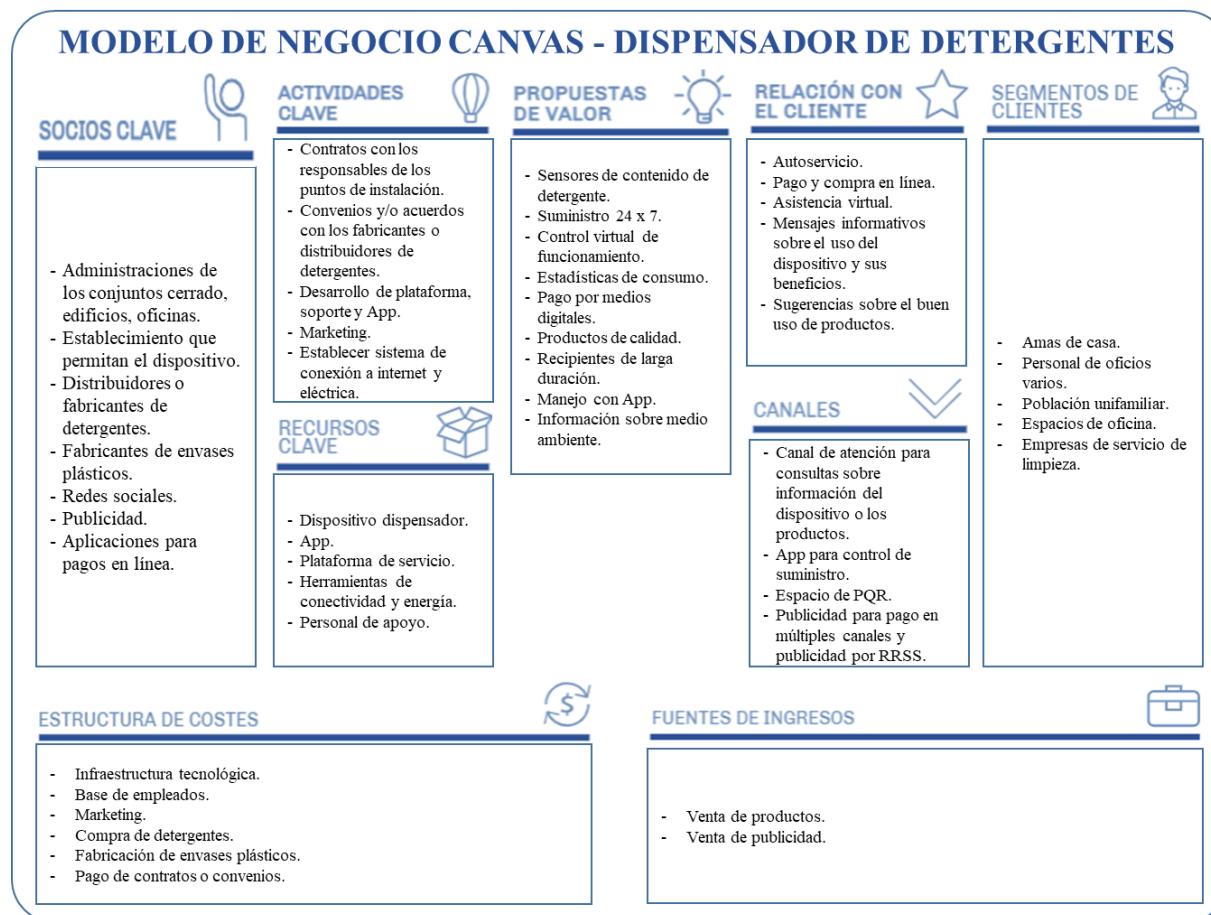 MODELO DE NEGOCIO CANVAS - DISPENSADOR DE DETERGENTES
SOCIOS CLAVE
- Administraciones de
los conjuntos cerrado,
edificios, oficinas.
- Establecimiento que
permitan el dispositivo.
- Distribuidores o
fabricantes de
detergentes.
- Fabricantes de envases
plásticos.
- Redes sociales.
- Publicidad.
- Aplicaciones para
pagos en línea.
ACTIVIDADES
CLAVE
- Contratos con los
responsables de los
puntos de instalación.
- Convenios y/o acuerdos
con los fabricantes o
distribuidores de
detergentes.
- Desarrollo de plataforma,
soporte y App.
- Marketing.
- Establecer sistema de
conexión a internet y
eléctrica.
RECURSOS
CLAVE
- Dispositivo dispensador.
- App.
- Plataforma de servicio.
- Herramientas de
conectividad y energía.
- Personal de apoyo.
PROPUESTAS
DE VALOR
- Sensores de contenido de
detergente.
- Suministro 24 x 7.
- Control virtual de
funcionamiento.
- Estadísticas de consumo.
- Pago por medios
digitales.
- Productos de calidad.
- Recipientes de larga
duración.
- Manejo con App.
- Información sobre medio
ambiente.
RELACIÓN CON
EL CLIENTE
- Autoservicio.
- Pago y compra en línea.
- Asistencia virtual.
- Mensajes informativos
sobre el uso del
dispositivo y sus
beneficios.
- Sugerencias sobre el buen
uso de productos.
CANALES
- Canal de atención para
consultas sobre
información del
dispositivo o los
productos.
- App para control de
suministro.
- Espacio de PQR.
- Publicidad para pago en
múltiples canales y
publicidad por RRSS.
SEGMENTOS DE
CLIENTES
- Amas de casa.
- Personal de oficios
varios.
- Población unifamiliar.
- Espacios de oficina.
- Empresas de servicio de
limpieza.
ESTRUCTURA DE COSTES
$
- Infraestructura tecnológica.
- Base de empleados.
- Marketing.
- Compra de detergentes.
- Fabricación de envases plásticos.
- Pago de contratos o convenios.
FUENTES DE INGRESOS
- Venta de productos.
- Venta de publicidad.